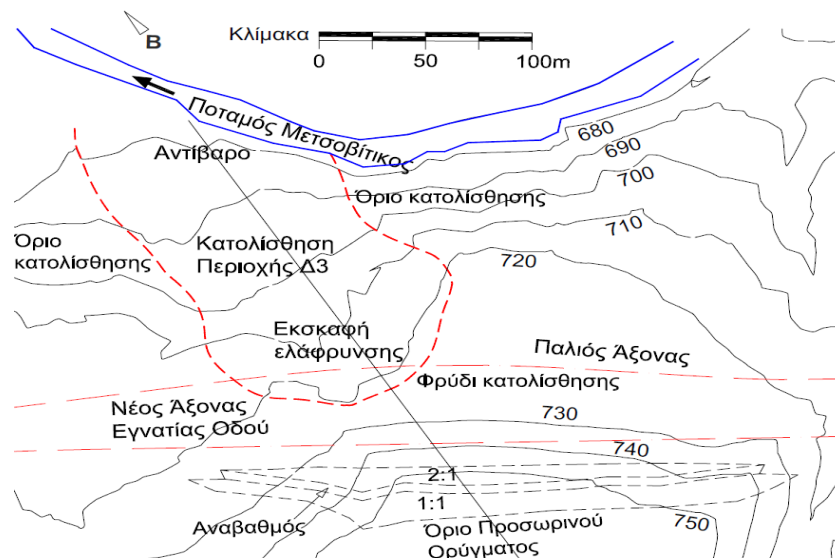 Β
Κλίμακα
0 50 100m
Ποταμός Μετσοβίτικος
680
Αντίβαρο
690
700
Όριο κατολίσθησης
710
Όριο
κατολίσθησης
Κατολίσθηση
Περιοχής Δ3
720
Εκσκαφή
ελάφρυνσης
Παλιός Άξονας
Φρύδι κατολίσθησης
Νέος Άξονας
Εγνατίας Οδού
730
740
2:1
1:1
Αναβαθμός
Όριο Προσωρινού
Ορύγματος
750